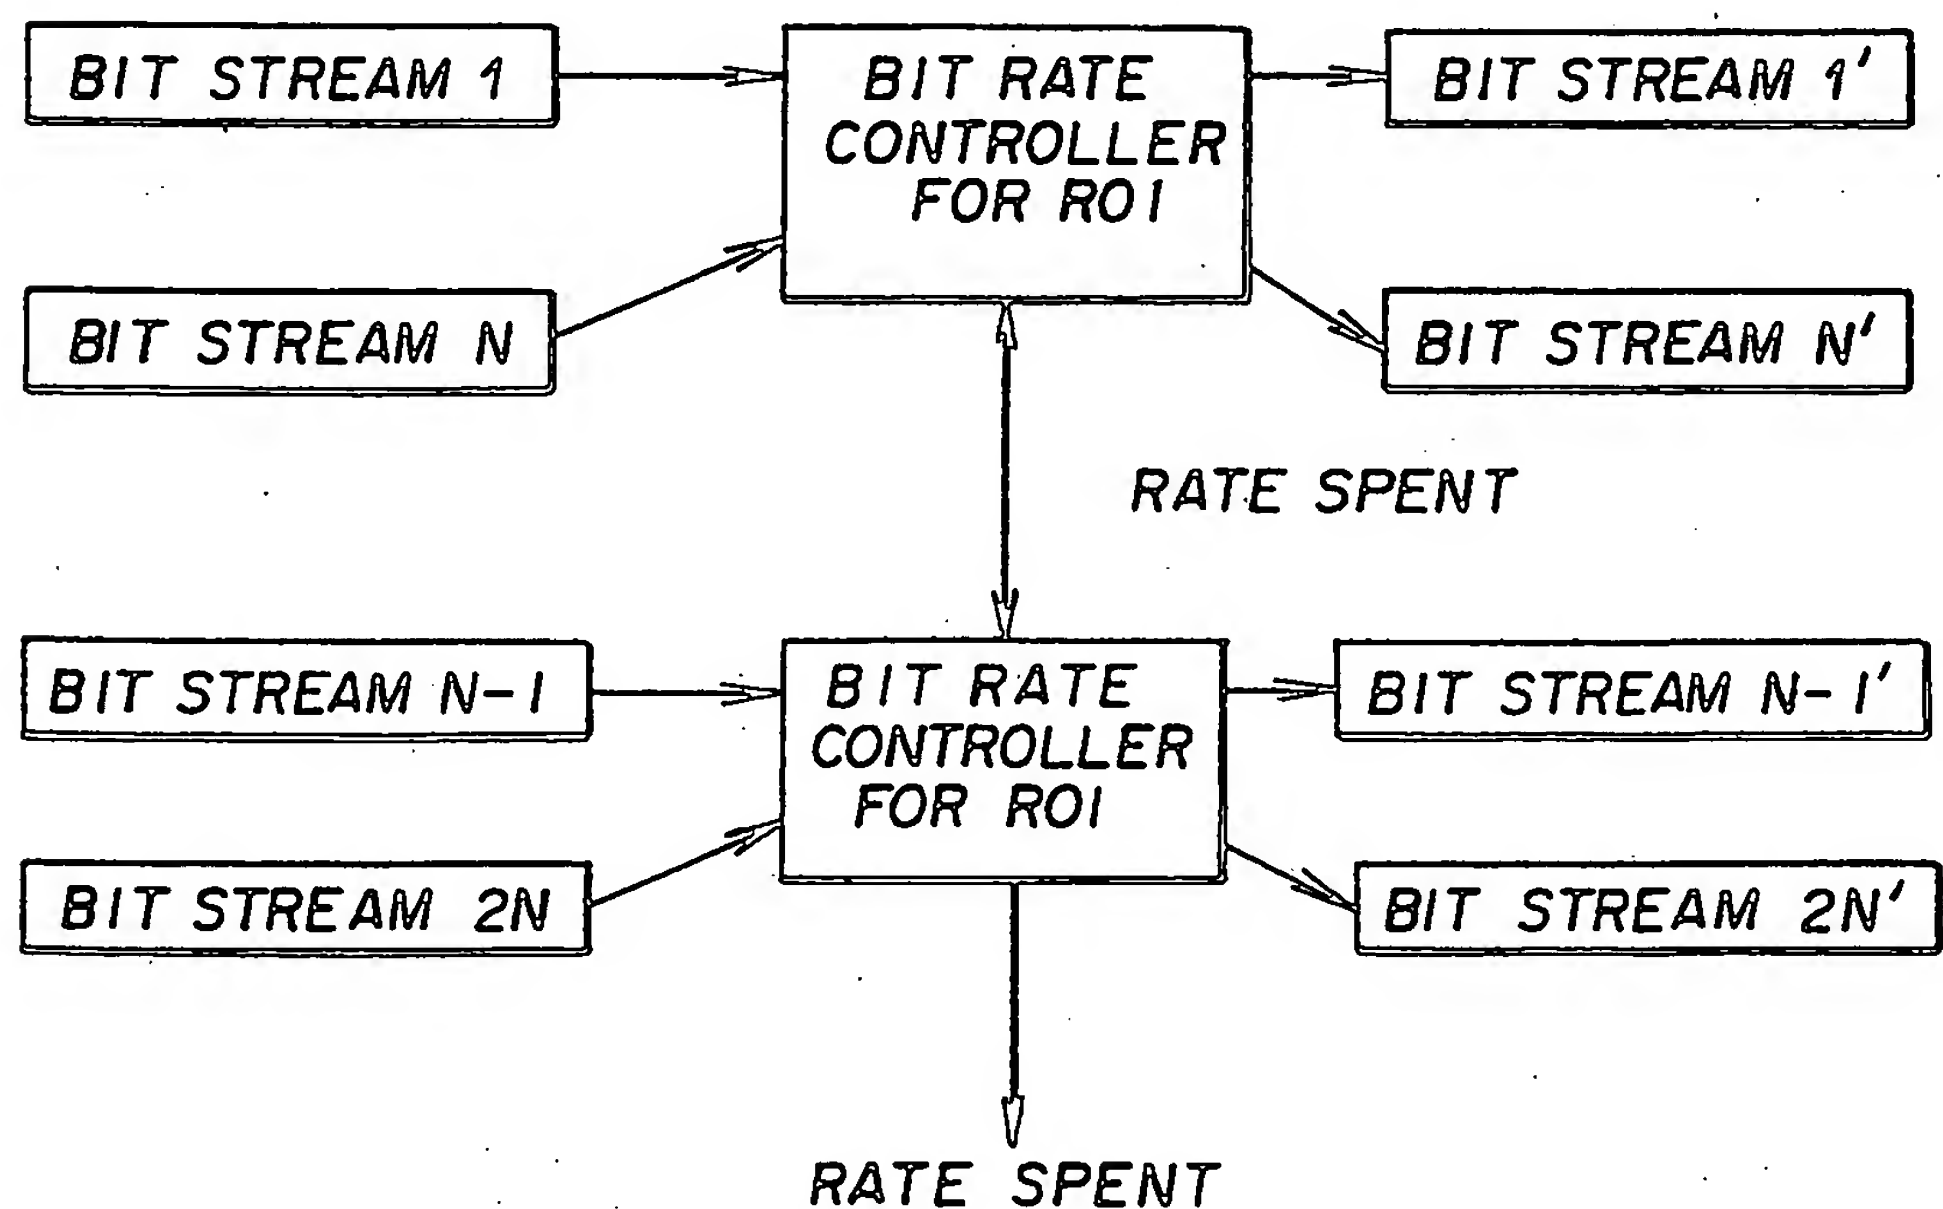 BIT STREAM 1
BIT RATE
CONTROLLER
FOR ROI
BIT STREAM 1'
BIT STREAM N
BIT STREAM N'
RATE SPENT
BIT STREAM N-1
BIT RATE
CONTROLLER
FOR ROI
BIT STREAM N-1'
BIT STREAM 2N
BIT STREAM 2N'
RATE SPENT